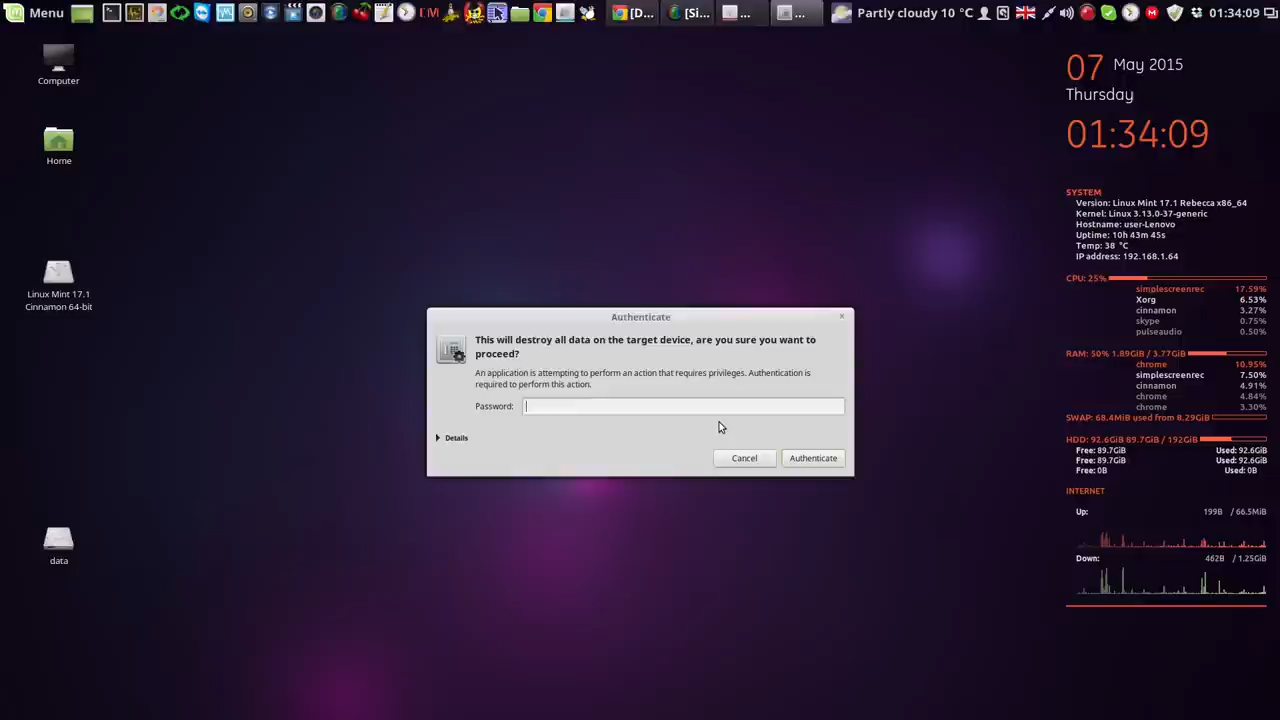 Menu
[D...
[Si...
...
...
Partly cloudy 10 °C
01:34:09
Computer
Home
Linux Mint 17.1
Cinnamon 64-bit
data
07 May 2015
Thursday
01:34:09
SYSTEM
Version: Linux Mint 17.1 Rebecca x86_64
Kernel: Linux 3.13.0-37-generic
Hostname: user-Lenovo
Uptime: 10h 43m 45s
Temp: 38 °C
IP address: 192.168.1.64
CPU: 25%
simplescreenrec 17.59%
Xorg 6.53%
cinnamon 3.27%
skype 0.75%
pulseaudio 0.50%
RAM: 50% 1.89GiB / 3.77GiB
chrome 10.95%
simplescreenrec 7.50%
cinnamon 4.91%
chrome 4.84%
chrome 3.30%
SWAP: 68.4MiB used from 8.29GiB
HDD: 92.6GiB 89.7GiB / 192GiB
Free: 89.7GiB Used: 92.6GiB
Free: 89.7GiB Used: 92.6GiB
Free: 0B Used: 0B
INTERNET
Up: 199B / 66.5MiB
Down: 462B / 1.25GiB
Authenticate
This will destroy all data on the target device, are you sure you want to
proceed?
An application is attempting to perform an action that requires privileges. Authentication is
required to perform this action.
Password:
Details
Cancel Authenticate